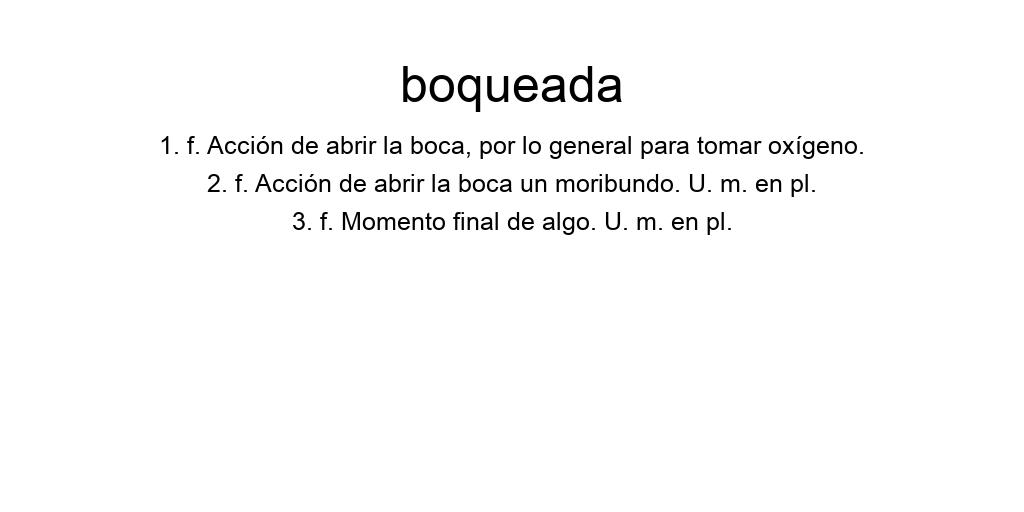 boqueada
1. f. Acción de abrir la boca, por lo general para tomar oxígeno.
2. f. Acción de abrir la boca un moribundo. U. m. en pl.
3. f. Momento final de algo. U. m. en pl.